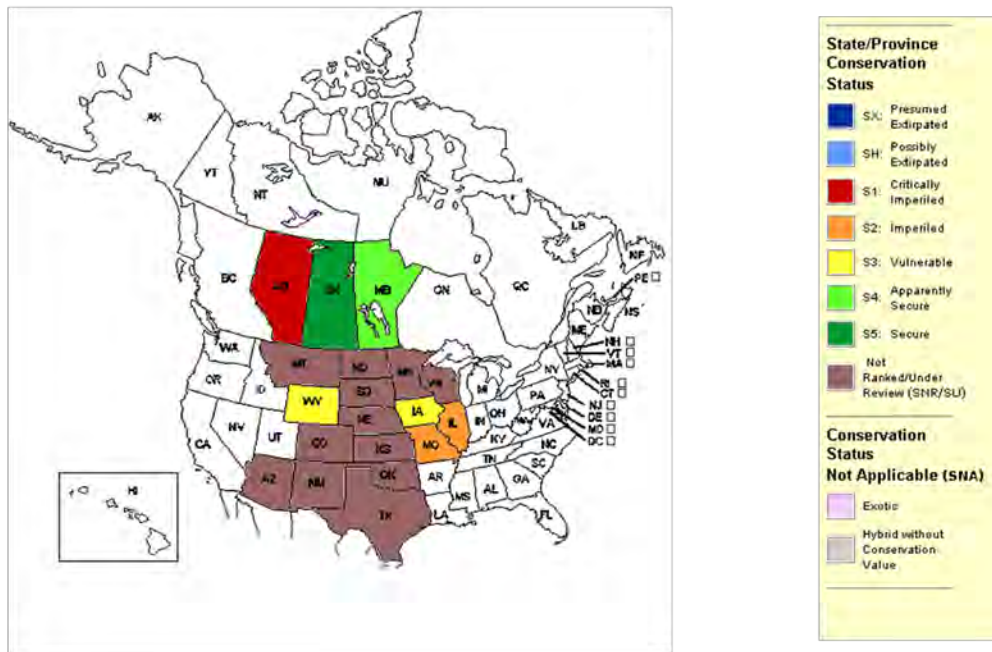 AK
YT
NT
NU
BC
SK
MB
ON
QC
LB
NF
PE
NS
ME
NH
VT
MA
RI
CT
NJ
DE
MD
DC
WA
OR
ID
MT
ND
MN
WI
MI
NY
PA
WY
SD
IA
IL
IN
OH
NV
UT
CO
NE
KS
MO
KY
VA
CA
AZ
NM
OK
AR
TN
NC
SC
TX
LA
MS
AL
GA
FL
HI
State/Province
Conservation
Status
SX: Presumed
Extirpated
SH: Possibly
Extirpated
S1: Critically
Imperiled
S2: Imperiled
S3: Vulnerable
S4: Apparently
Secure
S5: Secure
Not
Ranked/Under
Review (SNR/SU)
Conservation
Status
Not Applicable (SNA)
Exotic
Hybrid without
Conservation
Value